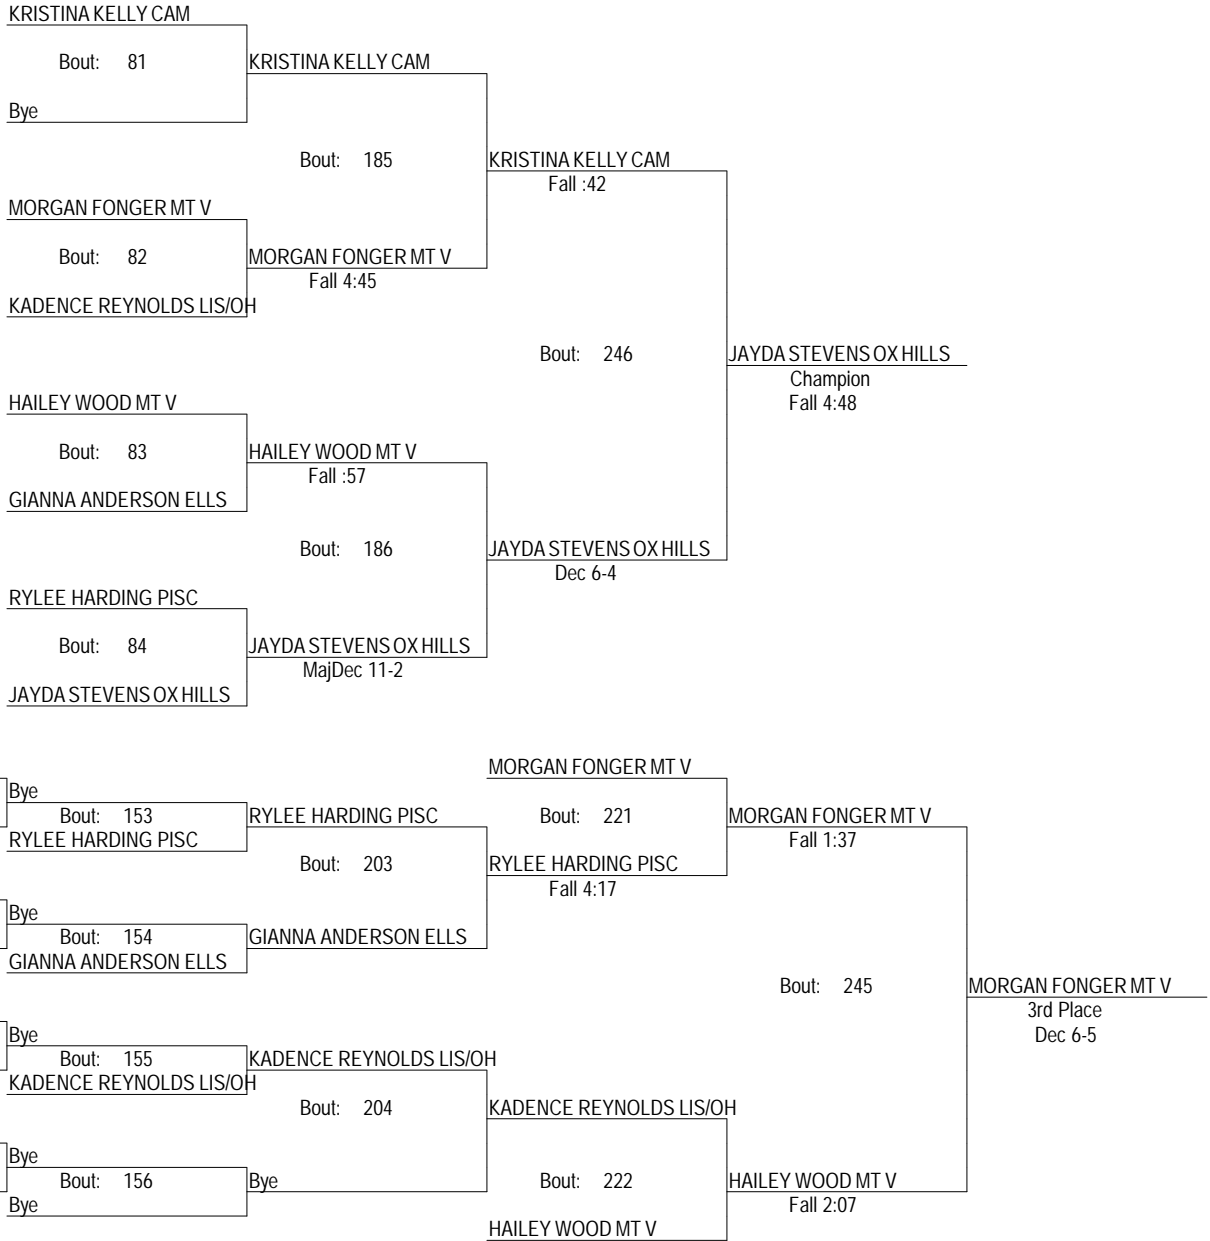 KRISTINA KELLY CAM
Bout: 81
KRISTINA KELLY CAM
Bye
Bout: 185
KRISTINA KELLY CAM
Fall :42
MORGAN FONGER MT V
Bout: 82
MORGAN FONGER MT V
Fall 4:45
KADENCE REYNOLDS LIS/OH
Bout: 246
JAYDA STEVENS OX HILLS
Champion
Fall 4:48
HAILEY WOOD MT V
Bout: 83
HAILEY WOOD MT V
Fall :57
GIANNA ANDERSON ELLS
Bout: 186
JAYDA STEVENS OX HILLS
Dec 6-4
RYLEE HARDING PISC
Bout: 84
JAYDA STEVENS OX HILLS
MajDec 11-2
JAYDA STEVENS OX HILLS
MORGAN FONGER MT V
Bye
Bout: 153
RYLEE HARDING PISC
Bout: 221
MORGAN FONGER MT V
Fall 1:37
RYLEE HARDING PISC
Bout: 203
RYLEE HARDING PISC
Fall 4:17
Bye
Bout: 154
GIANNA ANDERSON ELLS
GIANNA ANDERSON ELLS
Bout: 245
MORGAN FONGER MT V
3rd Place
Dec 6-5
Bye
Bout: 155
KADENCE REYNOLDS LIS/OH
KADENCE REYNOLDS LIS/OH
Bout: 204
KADENCE REYNOLDS LIS/OH
Bye
Bout: 156
Bye
Bout: 222
HAILEY WOOD MT V
Fall 2:07
Bye
HAILEY WOOD MT V